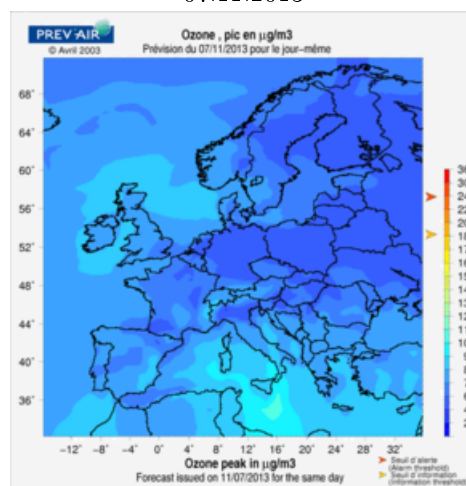 PREV'AIR
© Avril 2003
Ozone , pic en µg/m3
Prévision du 07/11/2013 pour le jour-même
68°
64°
60°
56°
52°
48°
44°
40°
36°
-12° -8° -4° 0° 4° 8° 12° 16° 20° 24° 28° 32°
Ozone peak in µg/m3
Forecast issued on 11/07/2013 for the same day
Seuil d'alerte
(Alarm threshold)
Seuil d'information
(Information threshold)